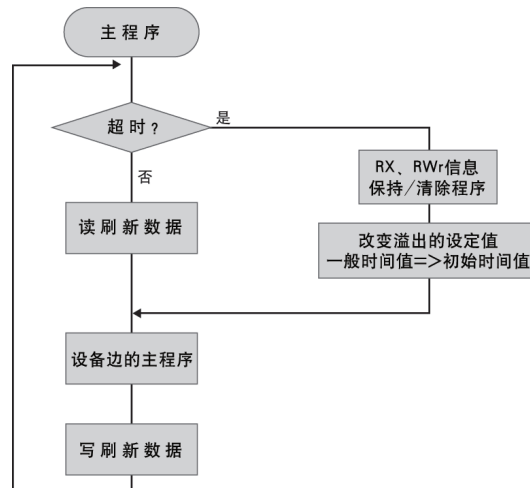 主程序
超时?
是
否
RX、RWr信息
保持/清除程序
读刷新数据
改变溢出的设定值
一般时间值=>初始时间值
设备边的主程序
写刷新数据